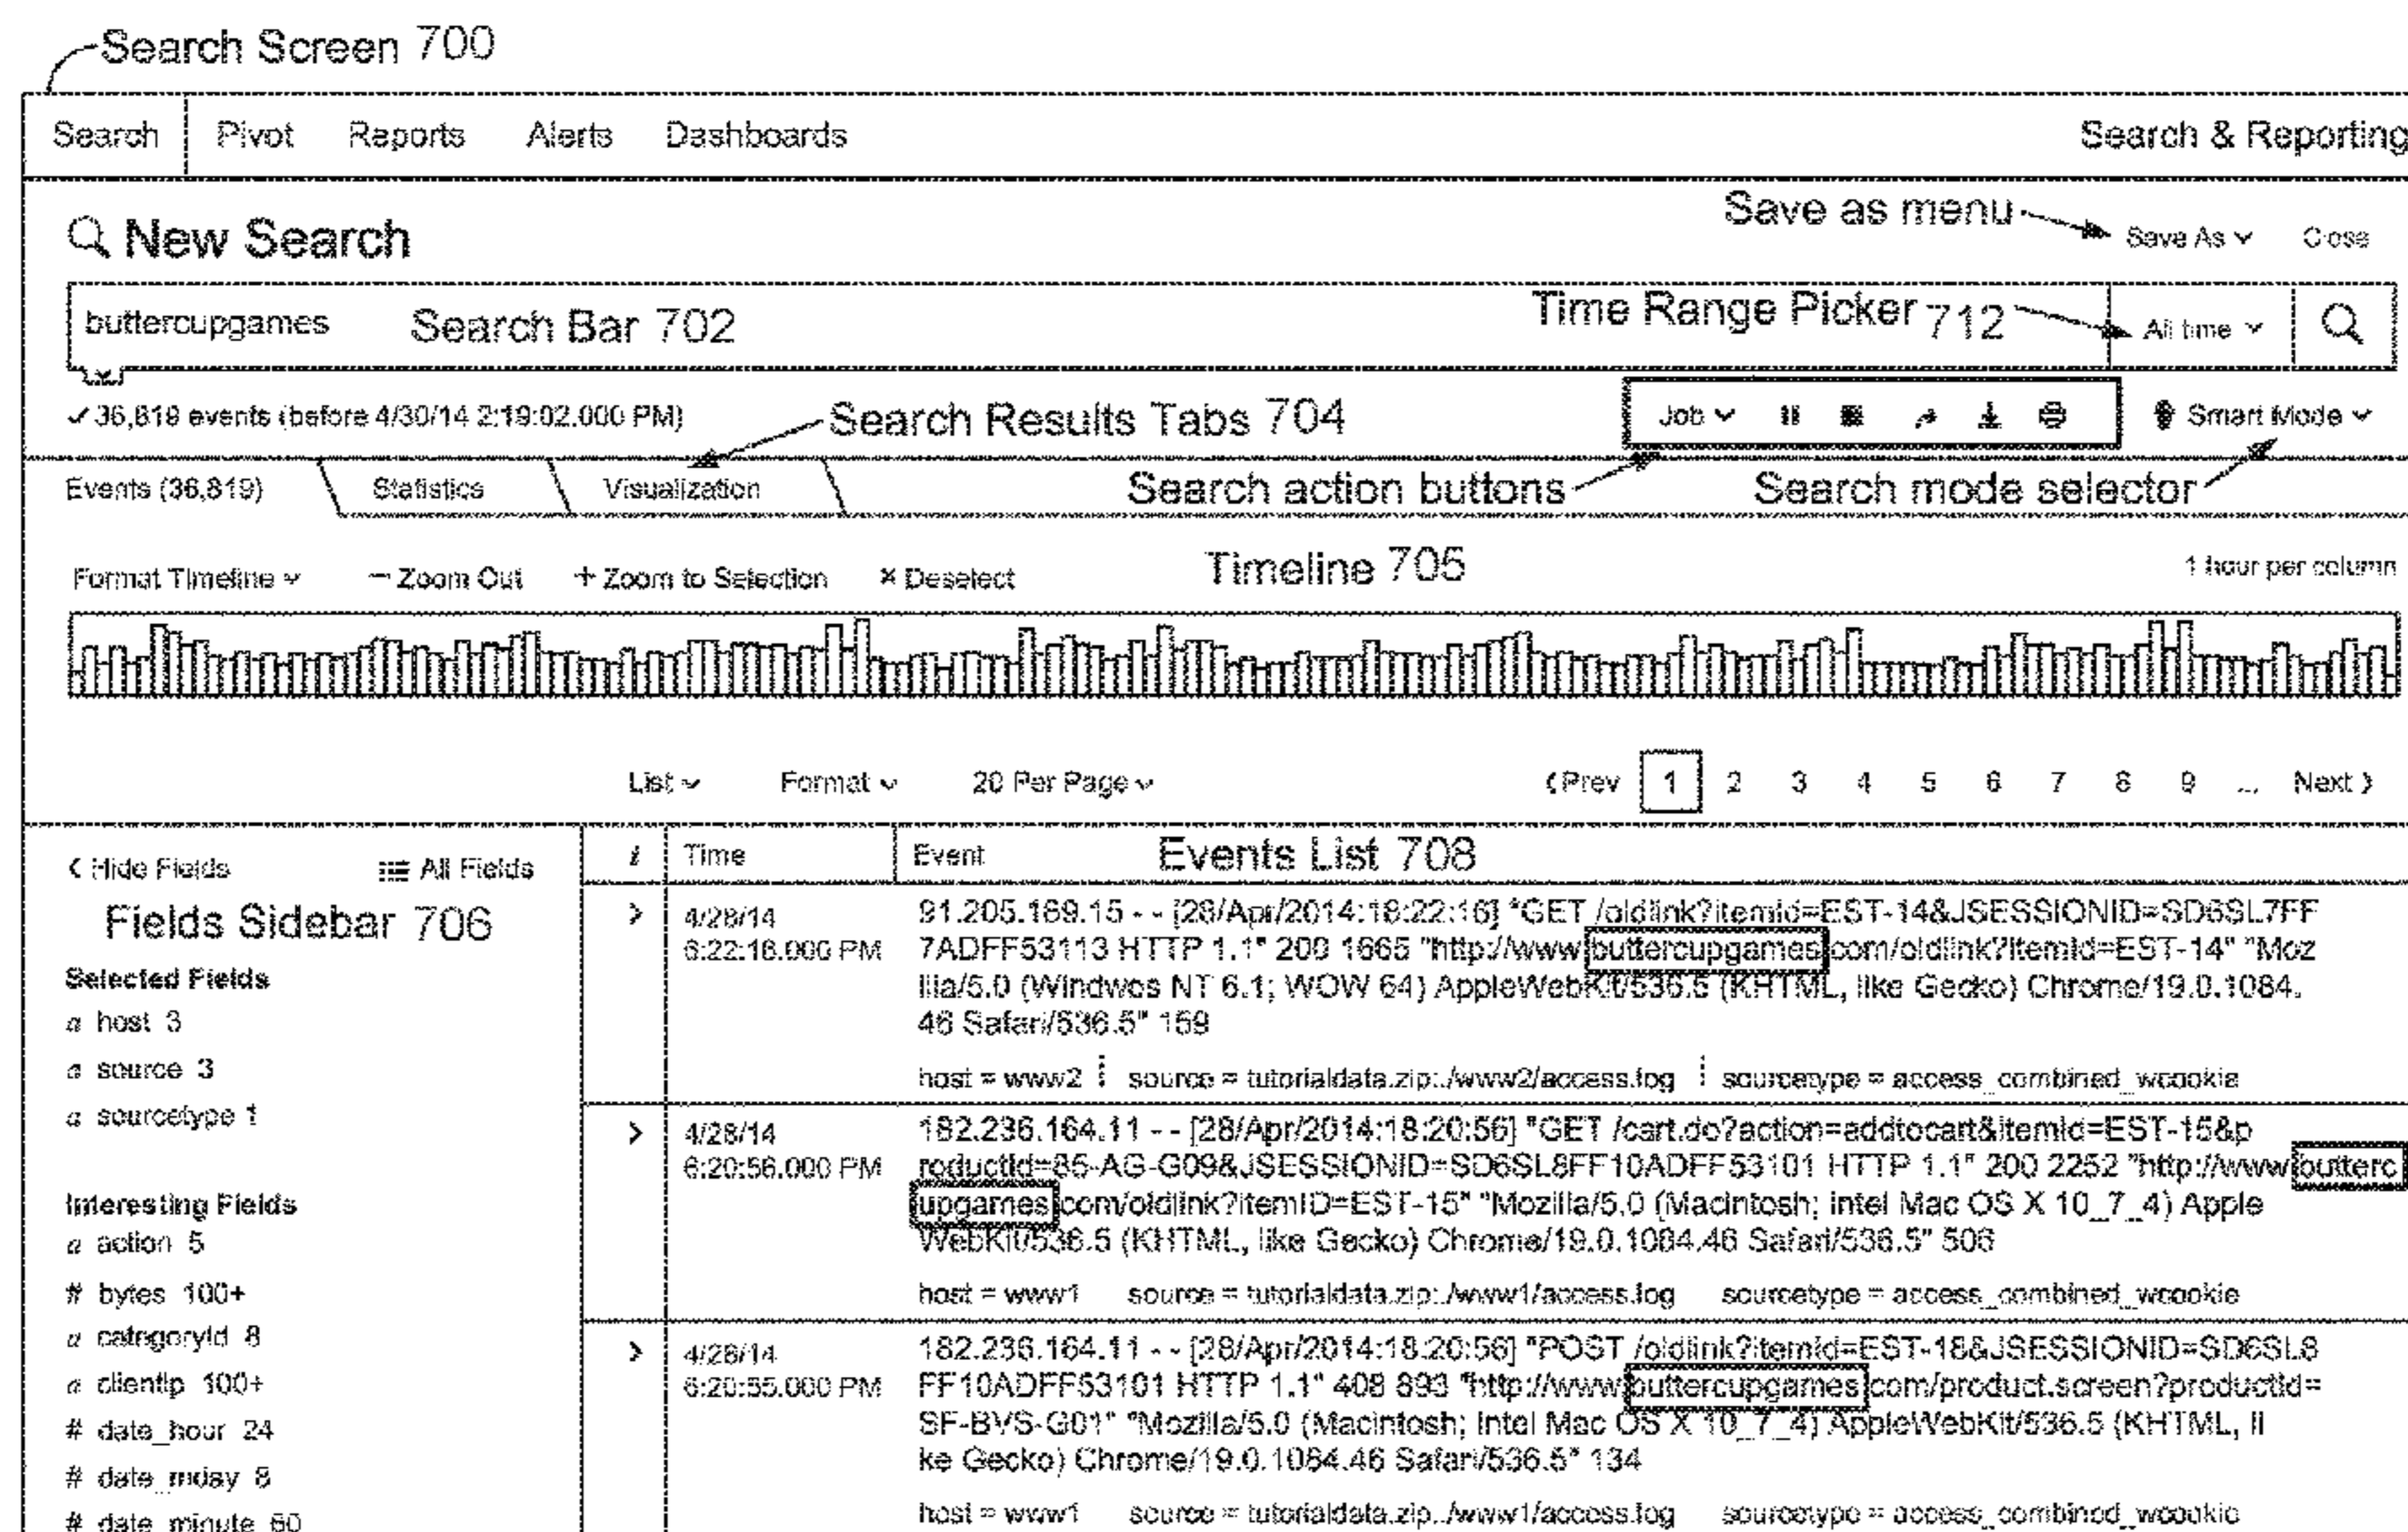 Search Screen 700
Search Pivot Reports Alerts Dashboards Search & Reporting
New Search
Save as menu Save As Close
buttercupgames Search Bar 702 Time Range Picker 712 All time
36,819 events (before 4/30/14 2:19:02.000 PM) Search Results Tabs 704 Job Smart Mode
Events (36,819) Statistics Visualization Search action buttons Search mode selector
Format Timeline — Zoom Out + Zoom to Selection × Deselect Timeline 705 1 hour per column
List Format 20 Per Page < Prev 1 2 3 4 5 6 7 8 9 ... Next >
< Hide Fields All Fields
i Time Event Events List 708
Fields Sidebar 706
Selected Fields
a host 3
a source 3
a sourcetype 1
Interesting Fields
a action 5
# bytes 100+
a categoryId 8
a clientip 100+
# date_hour 24
# date_mday 8
# date_minute 60
> 4/28/14
6:22:16.000 PM
91.205.189.15 - - [28/Apr/2014:18:22:16] "GET /oldlink?itemid=EST-14&JSESSIONID=SD6SL7FF
7ADFF53113 HTTP 1.1" 200 1665 "http://www.buttercupgames.com/oldlink?itemId=EST-14" "Moz
illa/5.0 (Windwos NT 6.1; WOW 64) AppleWebKit/536.5 (KHTML, like Gecko) Chrome/19.0.1084.
46 Safari/536.5" 159
host = www2 source = tutorialdata.zip:./www2/access.log sourcetype = access_combined_wcookie
> 4/28/14
6:20:56.000 PM
182.236.164.11 - - [28/Apr/2014:18:20:56] "GET /cart.do?action=addtocart&itemId=EST-15&p
roductId=85-AG-G09&JSESSIONID=SD6SL8FF10ADFF53101 HTTP 1.1" 200 2252 "http://www.butterc
upgames.com/oldlink?itemID=EST-15" "Mozilla/5.0 (Macintosh; Intel Mac OS X 10_7_4) Apple
WebKit/536.5 (KHTML, like Gecko) Chrome/19.0.1084.46 Safari/536.5" 506
host = www1 source = tutorialdata.zip:./www1/access.log sourcetype = access_combined_wcookie
> 4/28/14
6:20:55.000 PM
182.236.164.11 - - [28/Apr/2014:18:20:56] "POST /oldlink?itemId=EST-18&JSESSIONID=SD6SL8
FF10ADFF53101 HTTP 1.1" 408 893 "http://www.buttercupgames.com/product.screen?productId=
SF-BVS-G01" "Mozilla/5.0 (Macintosh; Intel Mac OS X 10_7_4) AppleWebKit/536.5 (KHTML, li
ke Gecko) Chrome/19.0.1084.46 Safari/536.5" 134
host = www1 source = tutorialdata.zip:./www1/access.log sourcetype = access_combined_wcookie